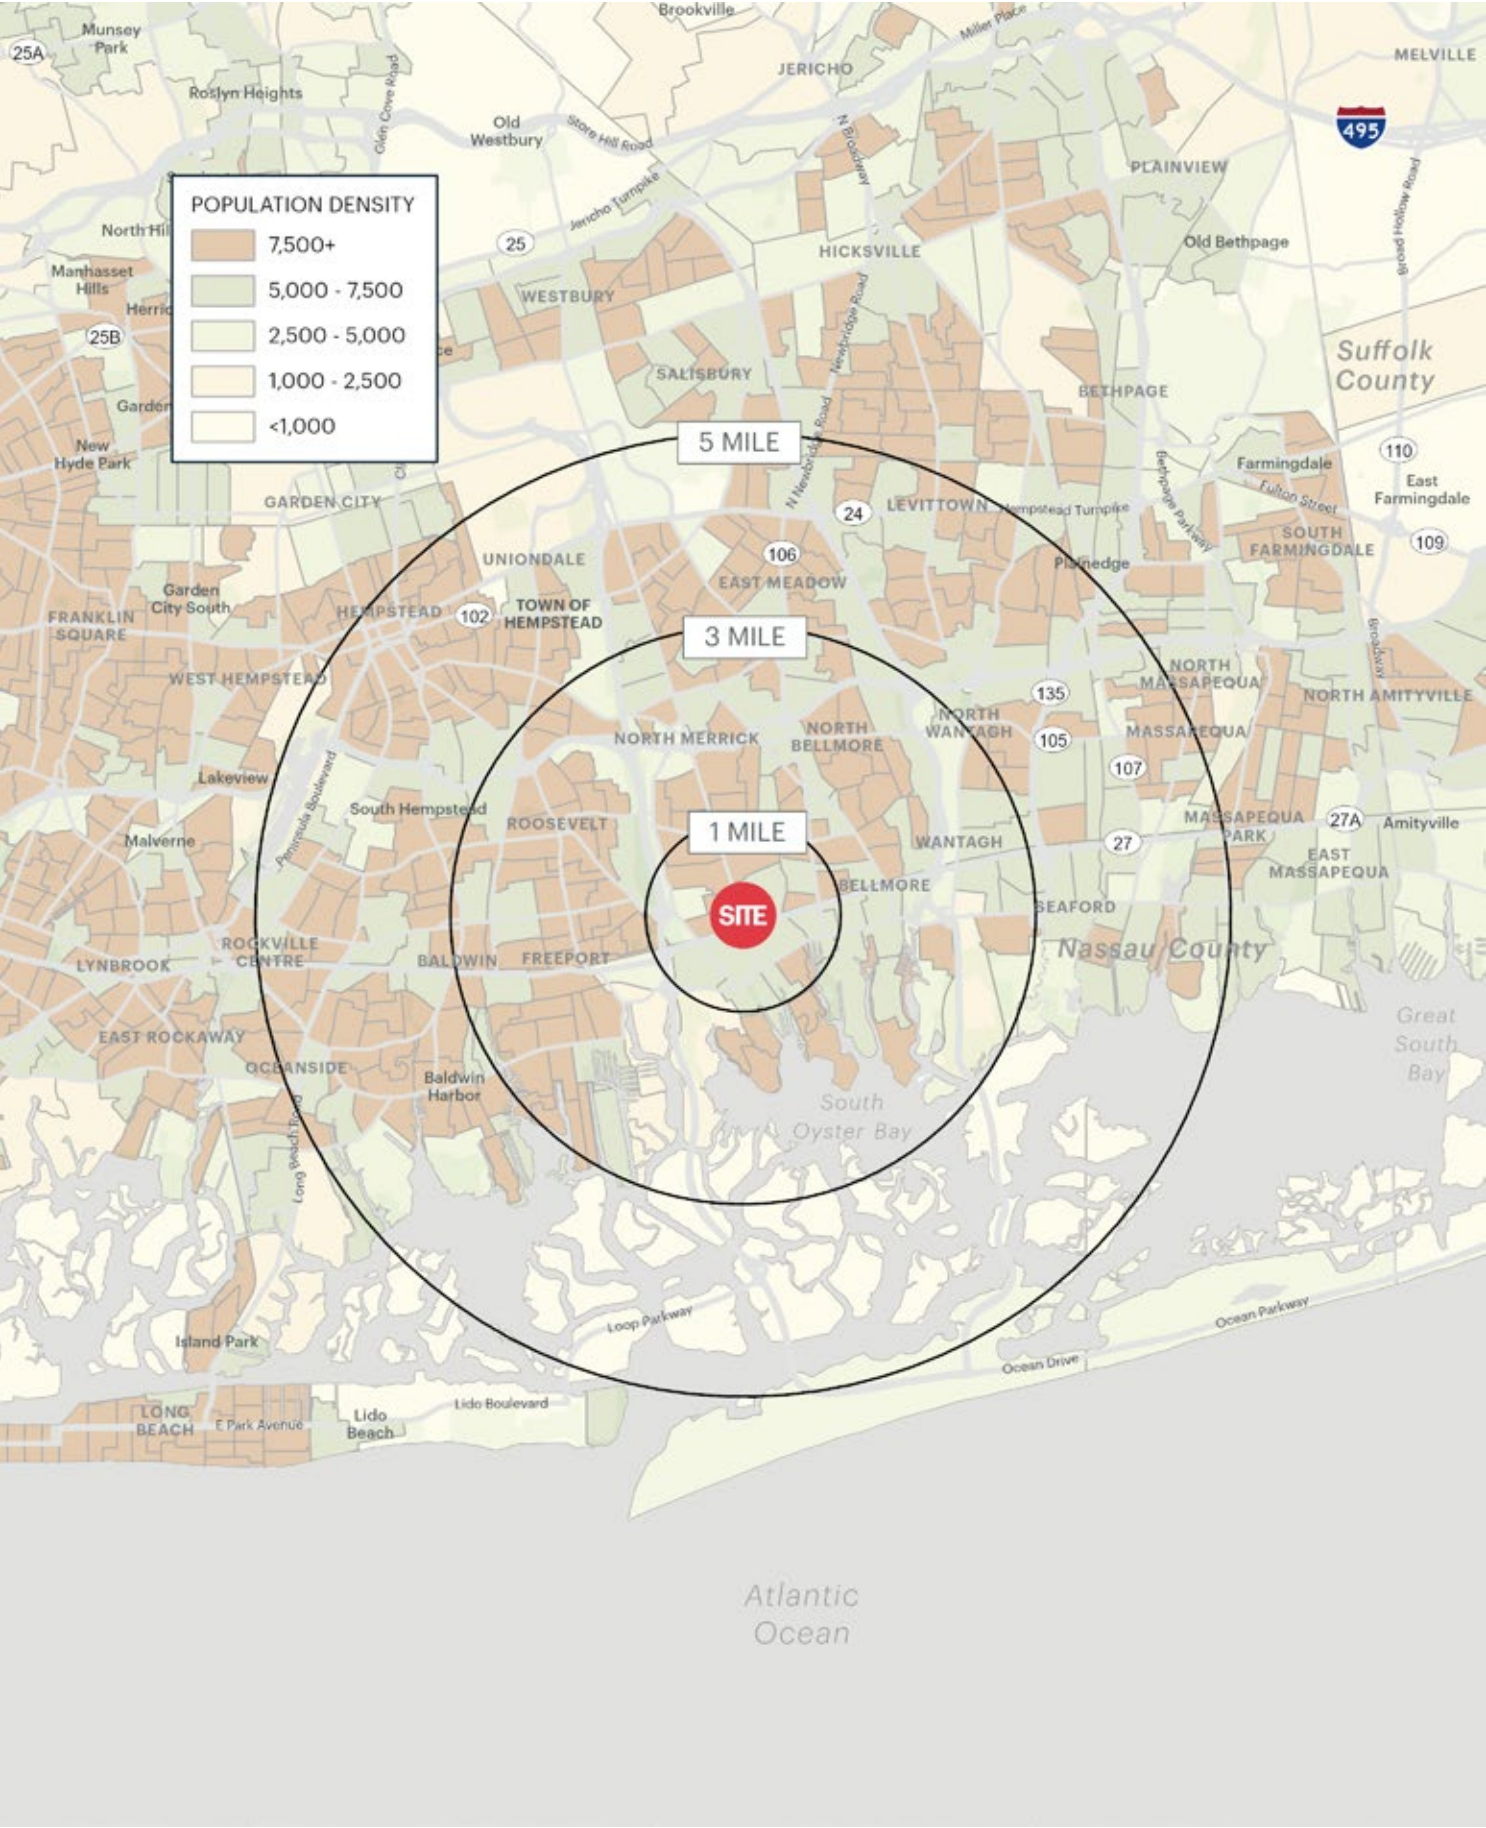 Brookville
Miller Place
Munsey
Park
25A
JERICHO
MELVILLE
Roslyn Heights
Glen Cove Road
Old
Westbury
Store Hill Road
N Broadway
495
PLAINVIEW
Broad Hollow Road
Jericho Turnpike
POPULATION DENSITY
7,500+
5,000 - 7,500
2,500 - 5,000
1,000 - 2,500
<1,000
North Hil
25
HICKSVILLE
Old Bethpage
Manhasset
Hills
Herric
WESTBURY
25B
Newbridge Road
Suffolk
County
ce
SALISBURY
BETHPAGE
Garden
New
Hyde Park
5 MILE
N Newbridge Road
110
Farmingdale
East
Farmingdale
Fulton Street
Bethpage Parkway
GARDEN CITY
24
LEVITTOWN
Hempstead Turnpike
SOUTH
FARMINGDALE
109
UNIONDALE
106
EAST MEADOW
Plainedge
Garden
City South
HEMPSTEAD
102
TOWN OF
HEMPSTEAD
FRANKLIN
SQUARE
3 MILE
Broadway
WEST HEMPSTEAD
NORTH
MASSAPEQUA
NORTH AMITYVILLE
135
NORTH MERRICK
NORTH
BELLMORE
NORTH
WANTAGH
105
MASSAPEQUA
107
Lakeview
Peninsula Boulevard
South Hempstead
ROOSEVELT
1 MILE
MASSAPEQUA
PARK
27A
Amityville
Malverne
WANTAGH
27
EAST
MASSAPEQUA
BELLMORE
SITE
SEAFORD
Nassau County
ROCKVILLE
CENTRE
LYNBROOK
BALDWIN
FREEPORT
EAST ROCKAWAY
Great
South
Bay
OCEANSIDE
Baldwin
Harbor
South
Oyster Bay
Long Beach Road
Loop Parkway
Ocean Parkway
Island Park
Ocean Drive
LONG
BEACH
E Park Avenue
Lido
Beach
Lido Boulevard
Atlantic
Ocean